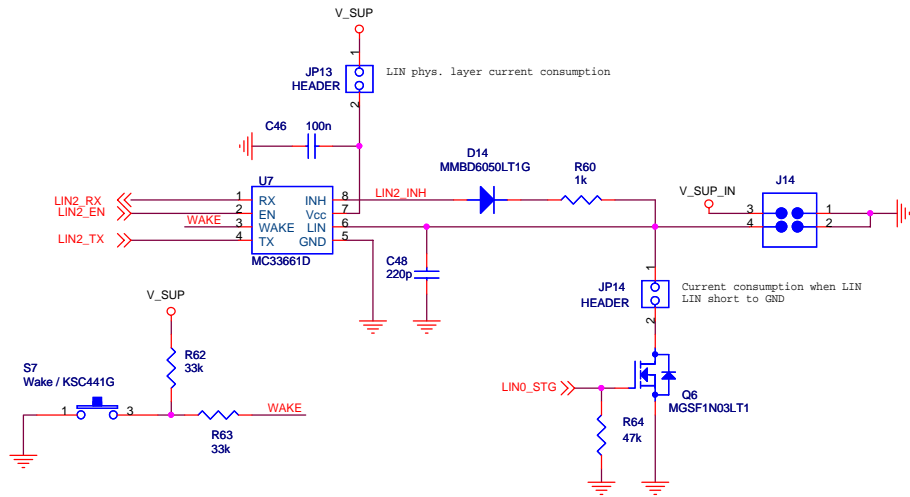 V_SUP
1
JP13
HEADER
LIN phys. layer current consumption
2
C46
100n
D14
MMBD6050LT1G
R60
1k
U7
J14
LIN2_RX
1
RX
INH
8
LIN2_INH
V_SUP_IN
3
1
LIN2_EN
2
EN
Vcc
7
WAKE
3
WAKE
LIN
6
4
2
LIN2_TX
4
TX
GND
5
MC33661D
C48
220p
1
JP14
HEADER
Current consumption when LIN
LIN short to GND
2
V_SUP
R62
33k
S7
Wake / KSC441G
1
3
WAKE
R63
33k
LIN0_STG
Q6
MGSF1N03LT1
R64
47k